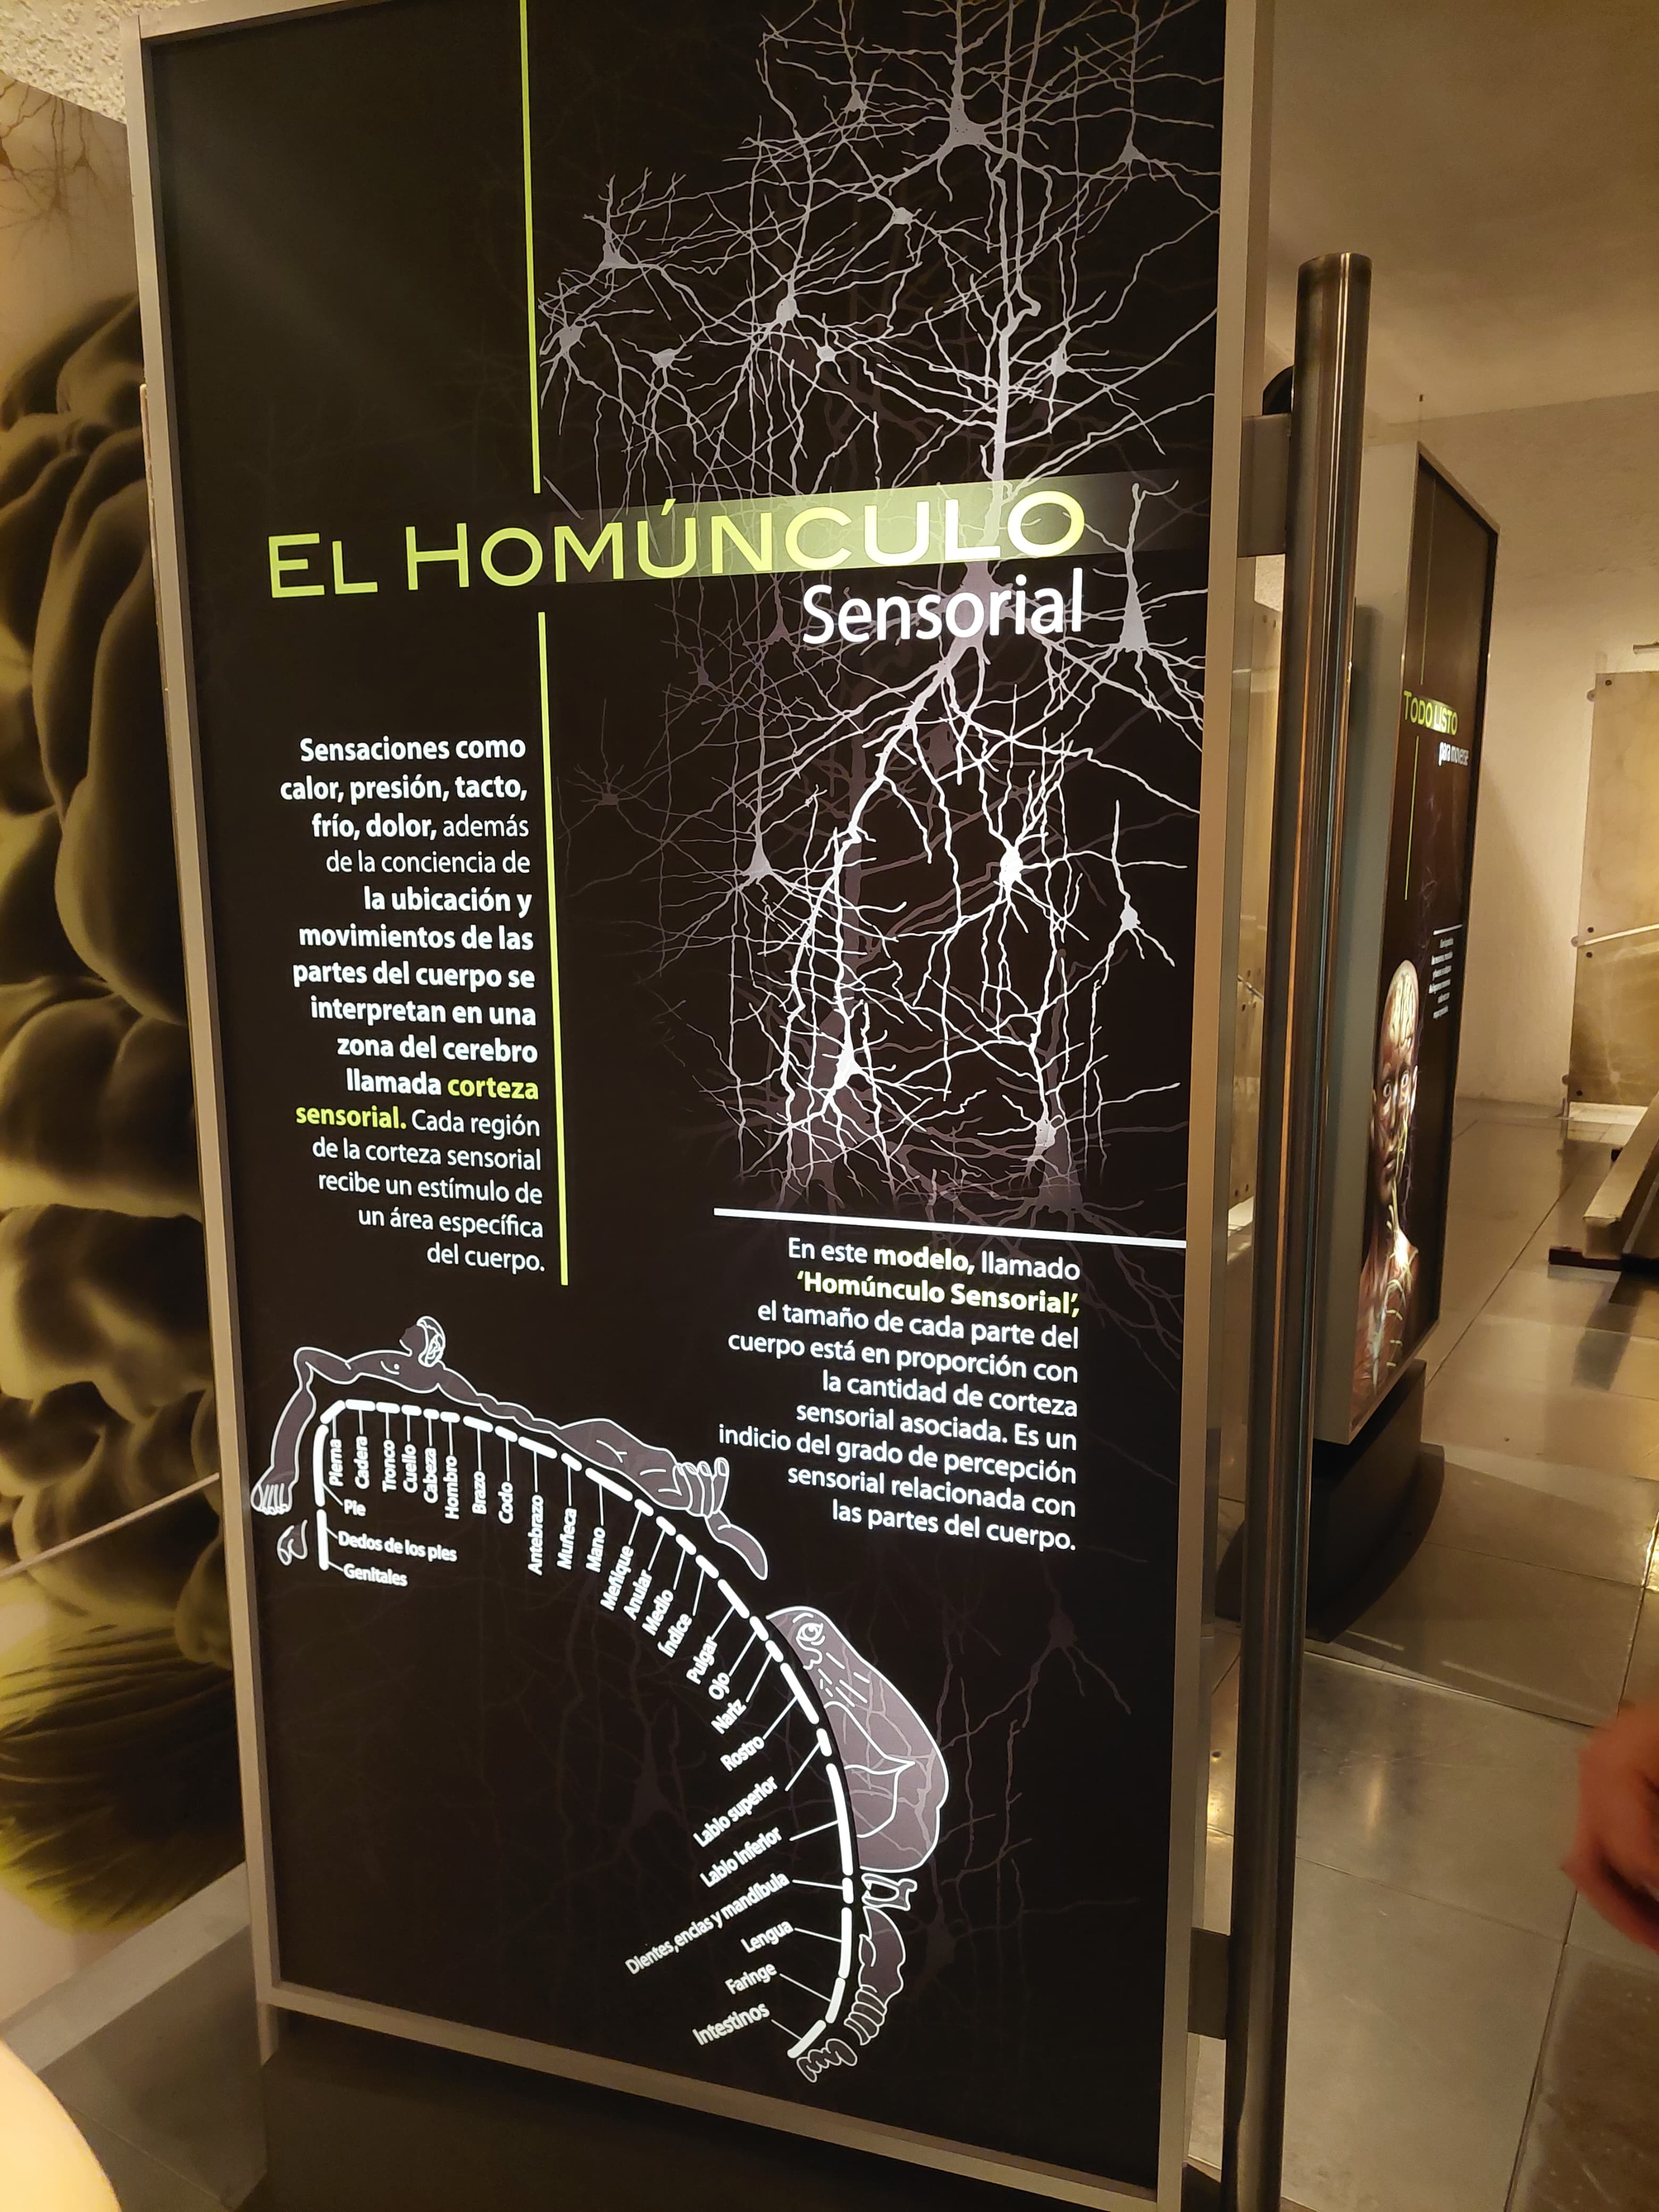 EL HOMÚNCULO
Sensorial
Sensaciones como
calor, presión, tacto,
frío, dolor, además
de la conciencia de
la ubicación y
movimientos de las
partes del cuerpo se
interpretan en una
zona del cerebro
llamada corteza
sensorial. Cada región
de la corteza sensorial
recibe un estímulo de
un área específica
del cuerpo.
En este modelo, llamado
‘Homúnculo Sensorial’,
el tamaño de cada parte del
cuerpo está en proporción con
la cantidad de corteza
sensorial asociada. Es un
indicio del grado de percepción
sensorial relacionada con
las partes del cuerpo.
Genitales
Dedos de los pies
Pie
Pierna
Cadera
Tronco
Cuello
Cabeza
Hombro
Brazo
Codo
Antebrazo
Muñeca
Mano
Meñique
Anular
Medio
Índice
Pulgar
Ojo
Nariz
Rostro
Labio superior
Labio inferior
Dientes, encías y mandíbula
Lengua
Faringe
Intestinos
TODO LISTO
para moverse